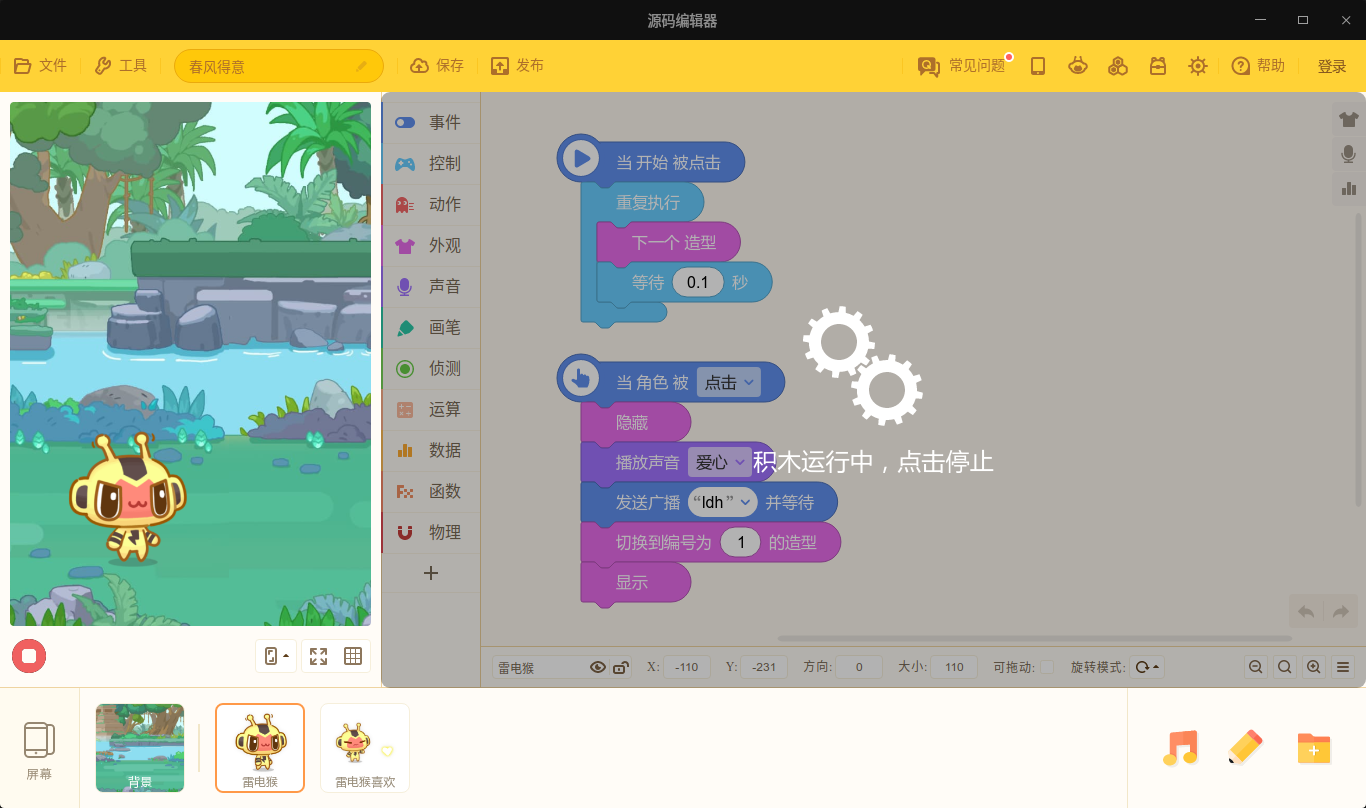 源码编辑器
文件 工具 春风得意 保存 发布 常见问题 帮助 登录
事件
控制
动作
外观
声音
画笔
侦测
运算
数据
函数
物理
当 开始 被点击
重复执行
下一个 造型
等待 0.1 秒
当 角色 被 点击
隐藏
播放声音 爱心
积木运行中，点击停止
发送广播 “ldh” 并等待
切换到编号为 1 的造型
显示
雷电猴 X: -110 Y: -231 方向: 0 大小: 110 可拖动: 旋转模式:
屏幕 背景 雷电猴 雷电猴喜欢